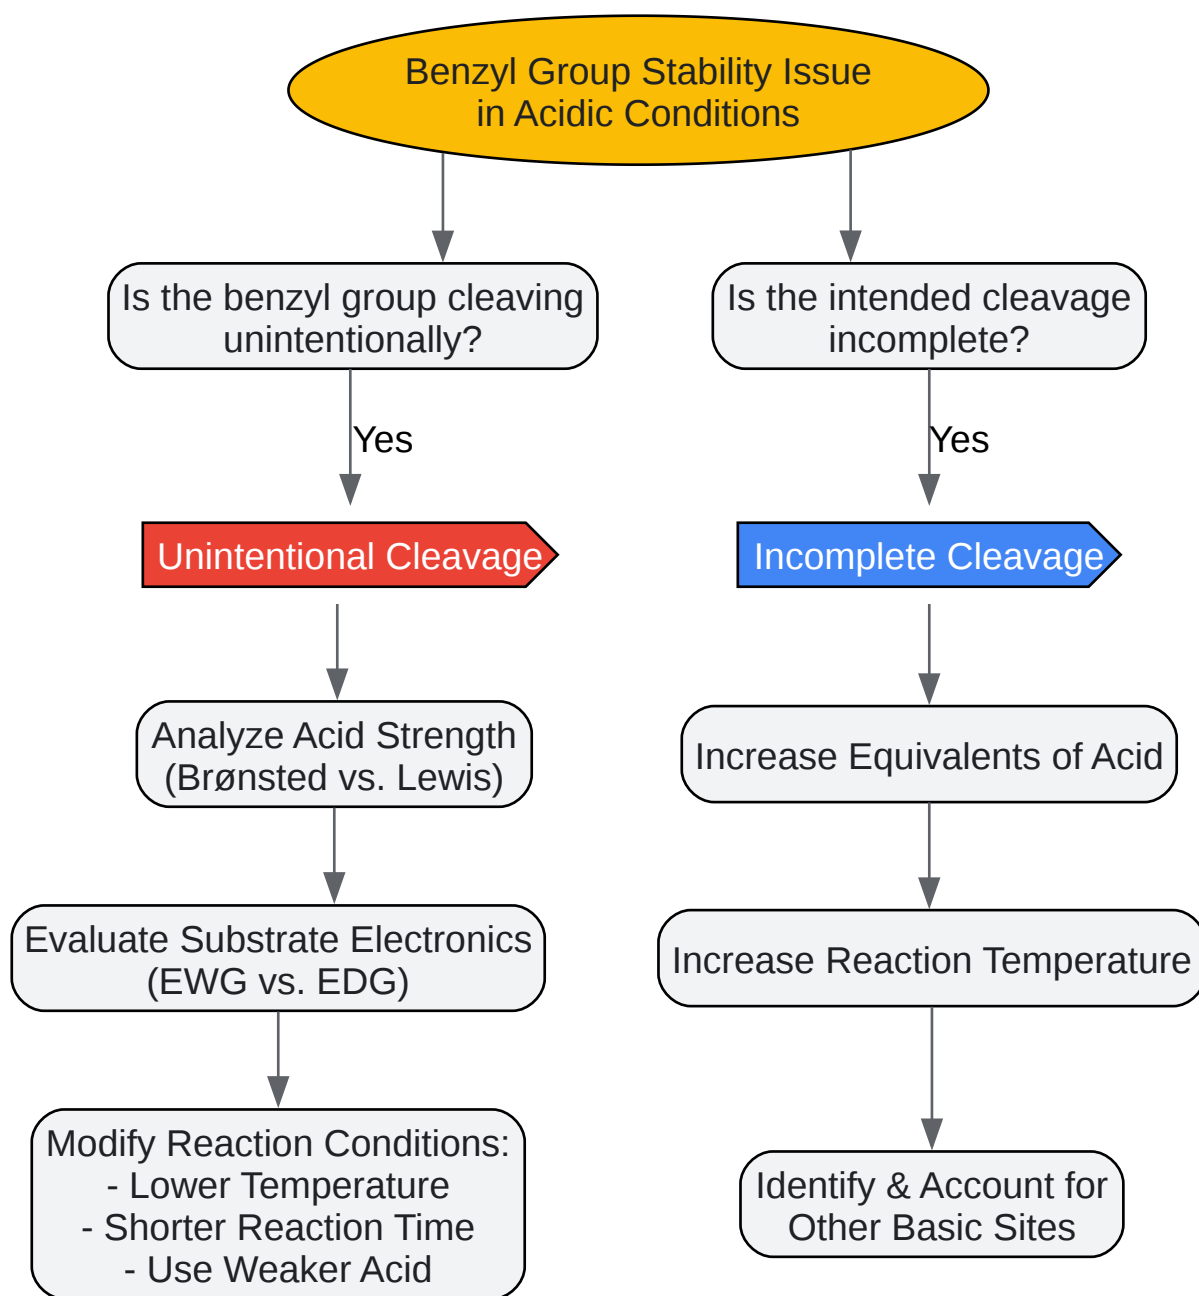 Benzyl Group Stability Issue
in Acidic Conditions
Is the benzyl group cleaving
unintentionally?
Is the intended cleavage
incomplete?
Yes
Yes
Unintentional Cleavage
Incomplete Cleavage
Analyze Acid Strength
(Brønsted vs. Lewis)
Increase Equivalents of Acid
Evaluate Substrate Electronics
(EWG vs. EDG)
Increase Reaction Temperature
Modify Reaction Conditions:
- Lower Temperature
- Shorter Reaction Time
- Use Weaker Acid
Identify & Account for
Other Basic Sites